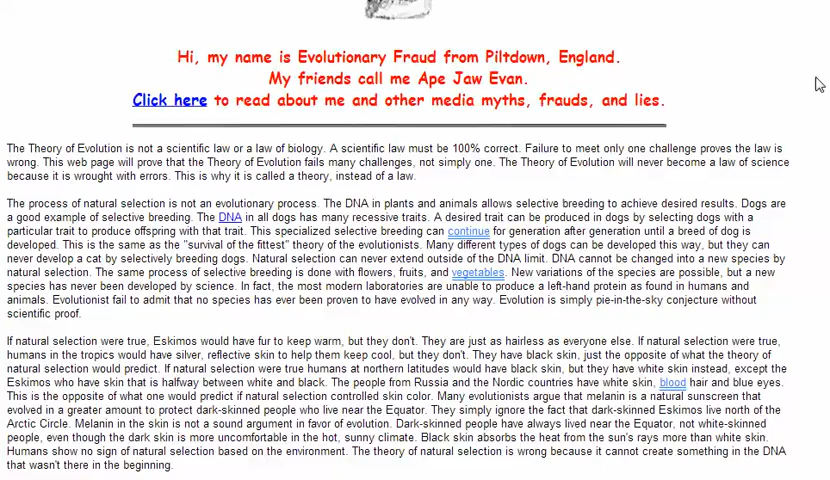 Hi, my name is Evolutionary Fraud from Piltdown, England.
My friends call me Ape Jaw Evan.
Click here to read about me and other media myths, frauds, and lies.
The Theory of Evolution is not a scientific law or a law of biology. A scientific law must be 100% correct. Failure to meet only one challenge proves the law is
wrong. This web page will prove that the Theory of Evolution fails many challenges, not simply one. The Theory of Evolution will never become a law of science
because it is wrought with errors. This is why it is called a theory, instead of a law.
The process of natural selection is not an evolutionary process. The DNA in plants and animals allows selective breeding to achieve desired results. Dogs are
a good example of selective breeding. The DNA in all dogs has many recessive traits. A desired trait can be produced in dogs by selecting dogs with a
particular trait to produce offspring with that trait. This specialized selective breeding can continue for generation after generation until a breed of dog is
developed. This is the same as the "survival of the fittest" theory of the evolutionists. Many different types of dogs can be developed this way, but they can
never develop a cat by selectively breeding dogs. Natural selection can never extend outside of the DNA limit. DNA cannot be changed into a new species by
natural selection. The same process of selective breeding is done with flowers, fruits, and vegetables. New variations of the species are possible, but a new
species has never been developed by science. In fact, the most modern laboratories are unable to produce a left-hand protein as found in humans and
animals. Evolutionist fail to admit that no species has ever been proven to have evolved in any way. Evolution is simply pie-in-the-sky conjecture without
scientific proof.
If natural selection were true, Eskimos would have fur to keep warm, but they don't. They are just as hairless as everyone else. If natural selection were true,
humans in the tropics would have silver, reflective skin to help them keep cool, but they don't. They have black skin, just the opposite of what the theory of
natural selection would predict. If natural selection were true humans at northern latitudes would have black skin, but they have white skin instead, except the
Eskimos who have skin that is halfway between white and black. The people from Russia and the Nordic countries have white skin, blood hair and blue eyes.
This is the opposite of what one would predict if natural selection controlled skin color. Many evolutionists argue that melanin is a natural sunscreen that
evolved in a greater amount to protect dark-skinned people who live near the Equator. They simply ignore the fact that dark-skinned Eskimos live north of the
Arctic Circle. Melanin in the skin is not a sound argument in favor of evolution. Dark-skinned people have always lived near the Equator, not white-skinned
people, even though the dark skin is more uncomfortable in the hot, sunny climate. Black skin absorbs the heat from the sun's rays more than white skin.
Humans show no sign of natural selection based on the environment. The theory of natural selection is wrong because it cannot create something in the DNA
that wasn't there in the beginning.